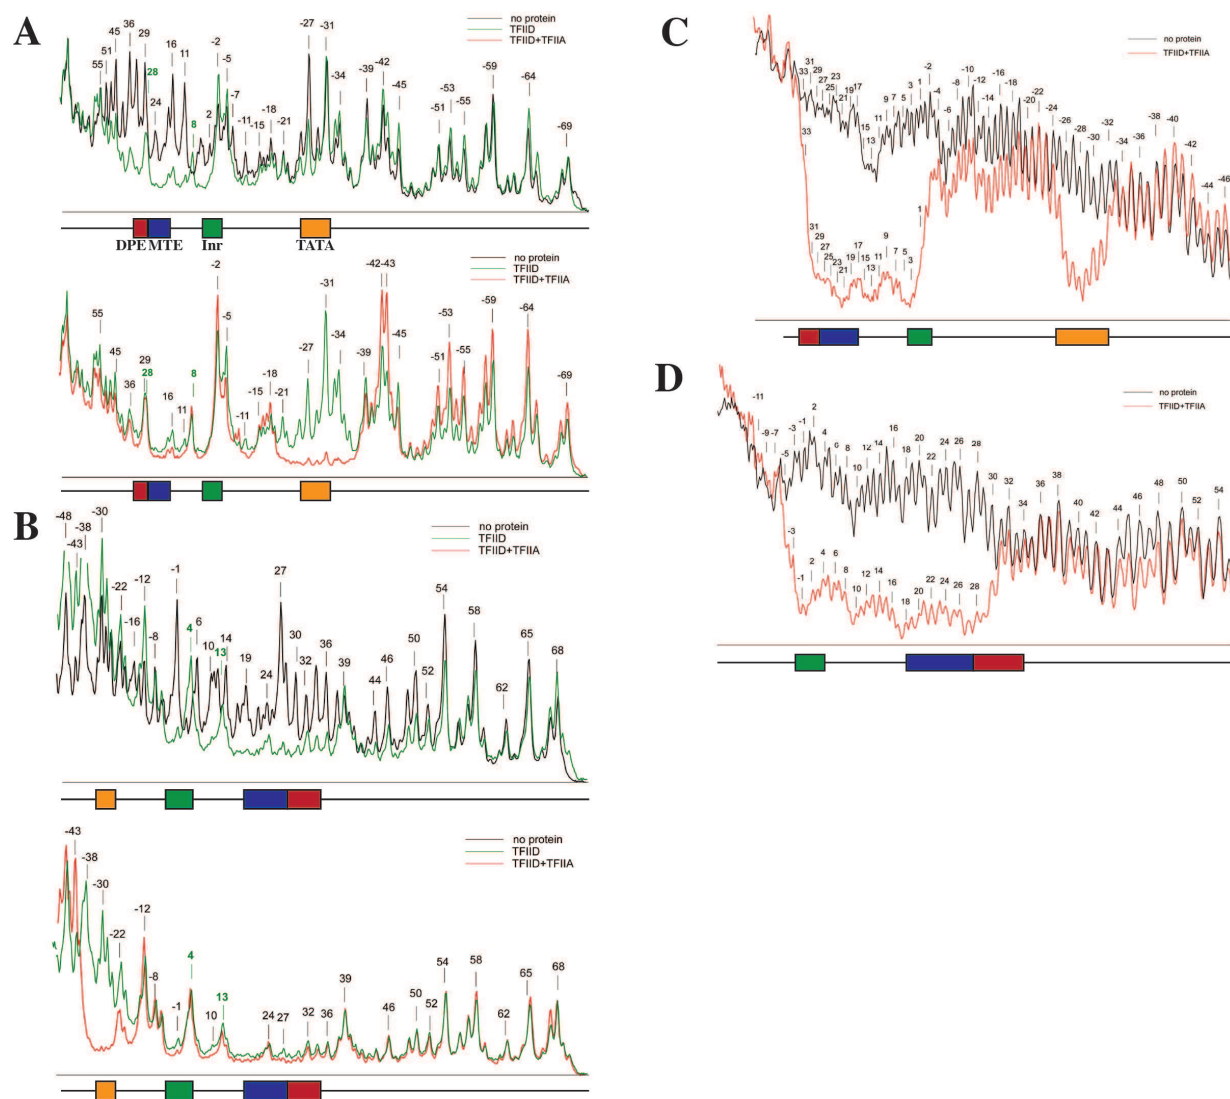 A
no protein
TFIID
TFIID+TFIIA
55 51 45 36 29 28 24 16 11 8 2 -2 -5 -7 -11 -15 -18 -21 -27 -31 -34 -39 -42 -45 -51 -53 -55 -59 -64 -69
DPE MTE Inr TATA
no protein
TFIID
TFIID+TFIIA
55 45 36 29 28 16 11 8 -2 -5 -11 -15 -18 -21 -27 -31 -34 -39 -42 -43 -45 -51 -53 -55 -59 -64 -69
B
no protein
TFIID
TFIID+TFIIA
-48 -43 -38 -30 -22 -16 -12 -8 -1 4 6 10 13 14 19 24 27 30 32 36 39 44 46 50 52 54 58 62 65 68
no protein
TFIID
TFIID+TFIIA
-43 -38 -30 -22 -12 -8 -1 4 10 13 24 27 32 36 39 46 50 52 54 58 62 65 68
C
no protein
TFIID+TFIIA
33 31 29 27 25 23 21 19 17 15 13 11 9 7 5 3 1 -2 -4 -6 -8 -10 -12 -14 -16 -18 -20 -22 -24 -26 -28 -30 -32 -34 -36 -38 -40 -42 -44 -46
33 31 29 27 25 23 21 19 17 15 13 11 9 7 5 3 1
D
no protein
TFIID+TFIIA
-11 -9 -7 -5 -3 -1 2 4 6 8 10 12 14 16 18 20 22 24 26 28 30 32 34 36 38 40 42 44 46 48 50 52 54
-3 -1 2 4 6 8 10 12 14 16 18 20 22 24 26 28